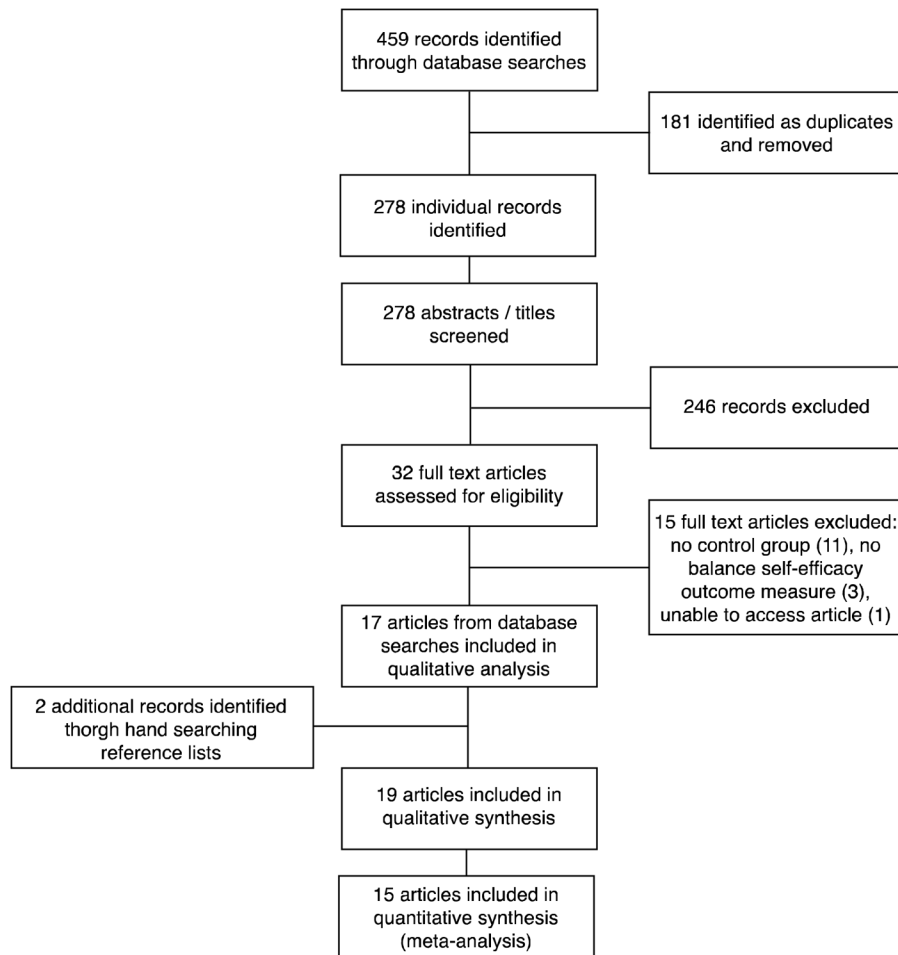 459 records identified
through database searches
181 identified as duplicates
and removed
278 individual records
identified
278 abstracts / titles
screened
246 records excluded
32 full text articles
assessed for eligibility
15 full text articles excluded:
no control group (11), no
balance self-efficacy
outcome measure (3),
unable to access article (1)
17 articles from database
searches included in
qualitative analysis
2 additional records identified
thorgh hand searching
reference lists
19 articles included in
qualitative synthesis
15 articles included in
quantitative synthesis
(meta-analysis)